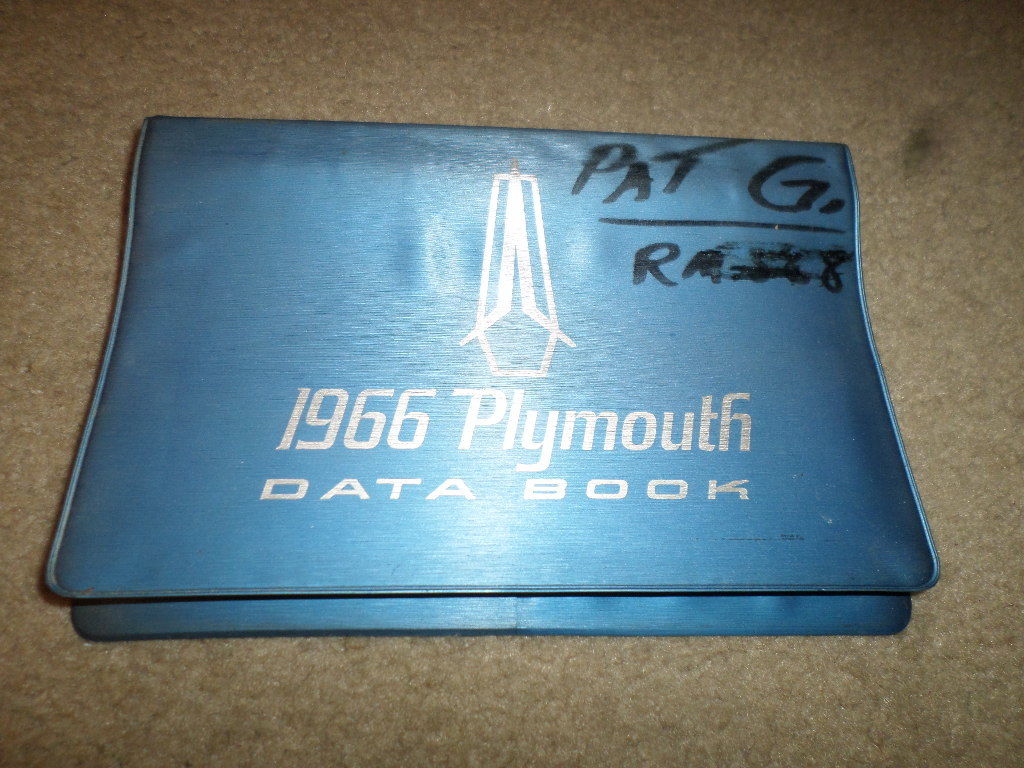 PAT G.
1966 Plymouth
DATA BOOK